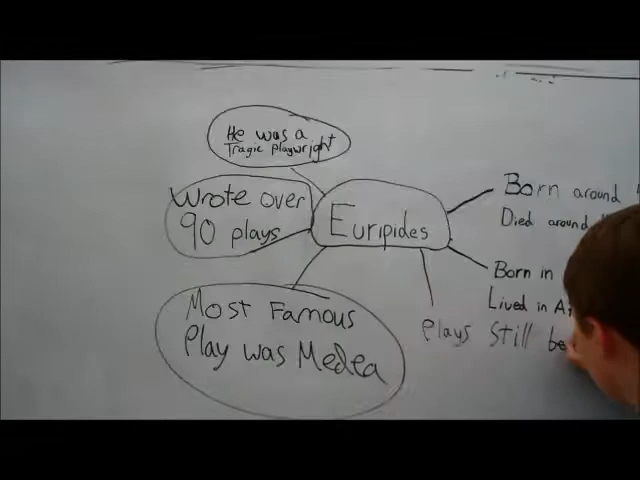 He was a
Tragic Playwright
Wrote over
90 plays
Euripides
Most Famous
Play was Medea
Born around
Died around
Born in
Lived in
Plays still be